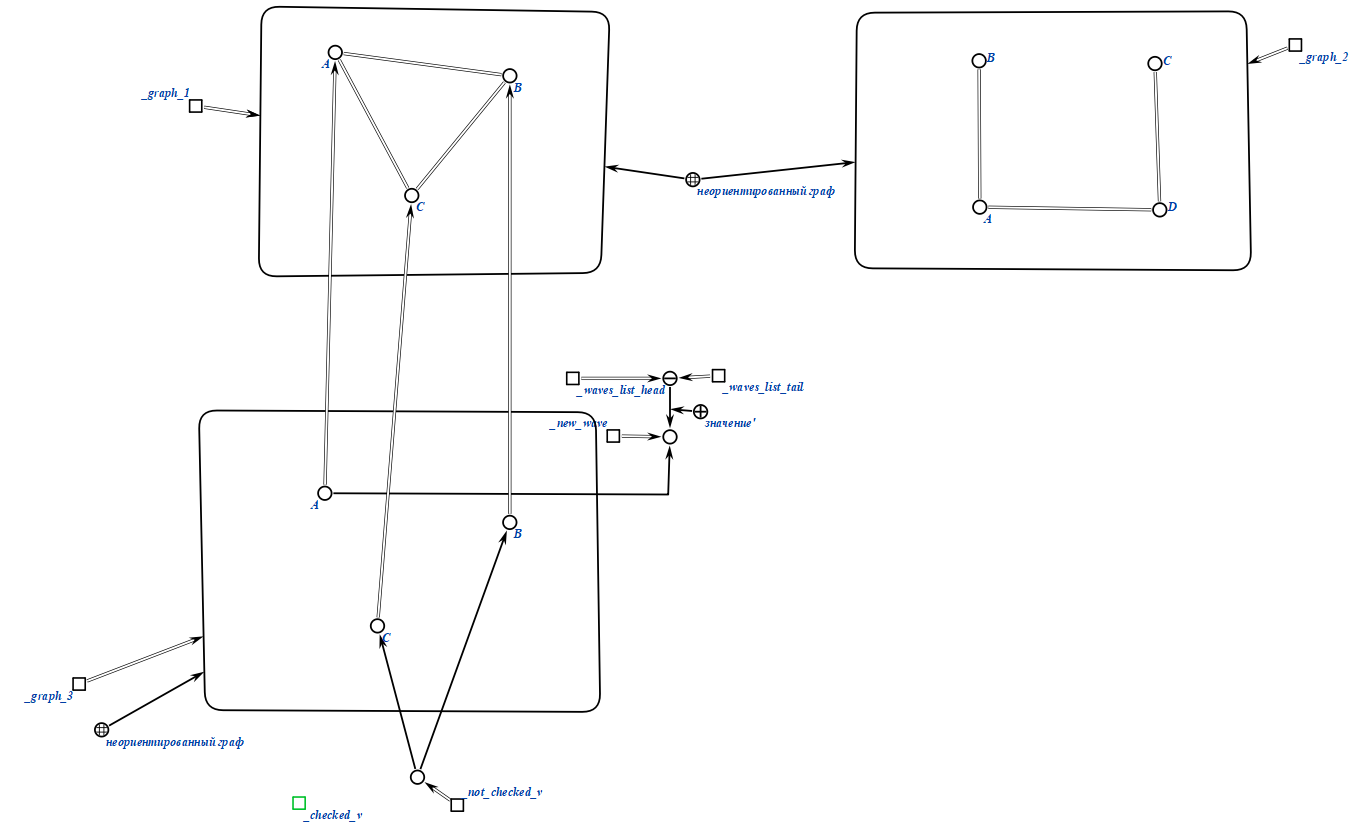 A
B
C
_graph_1
неориентированный граф
B
C
A
D
_graph_2
_waves_list_head
_waves_list_tail
_new_wave
значение'
A
B
C
_graph_3
неориентированный граф
_not_checked_v
_checked_v